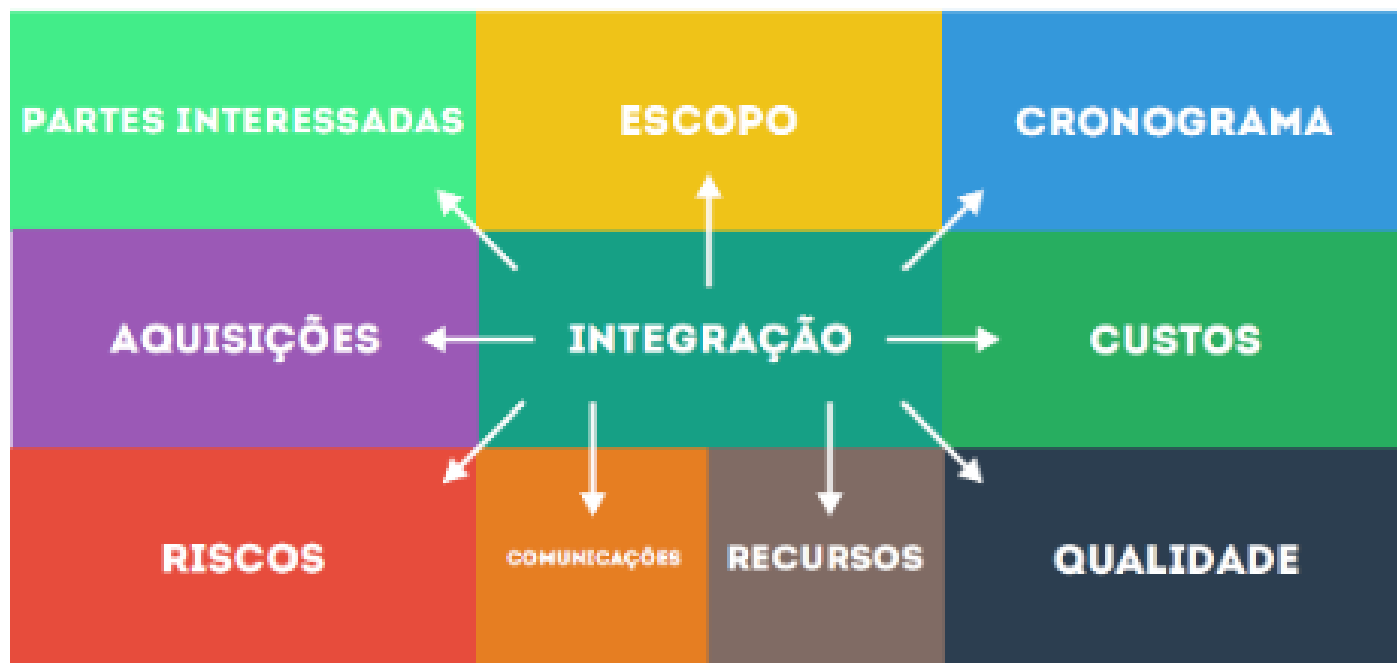 PARTES INTERESSADAS
ESCOPO
CRONOGRAMA
AQUISIÇÕES
INTEGRAÇÃO
CUSTOS
RISCOS
COMUNICAÇÕES
RECURSOS
QUALIDADE